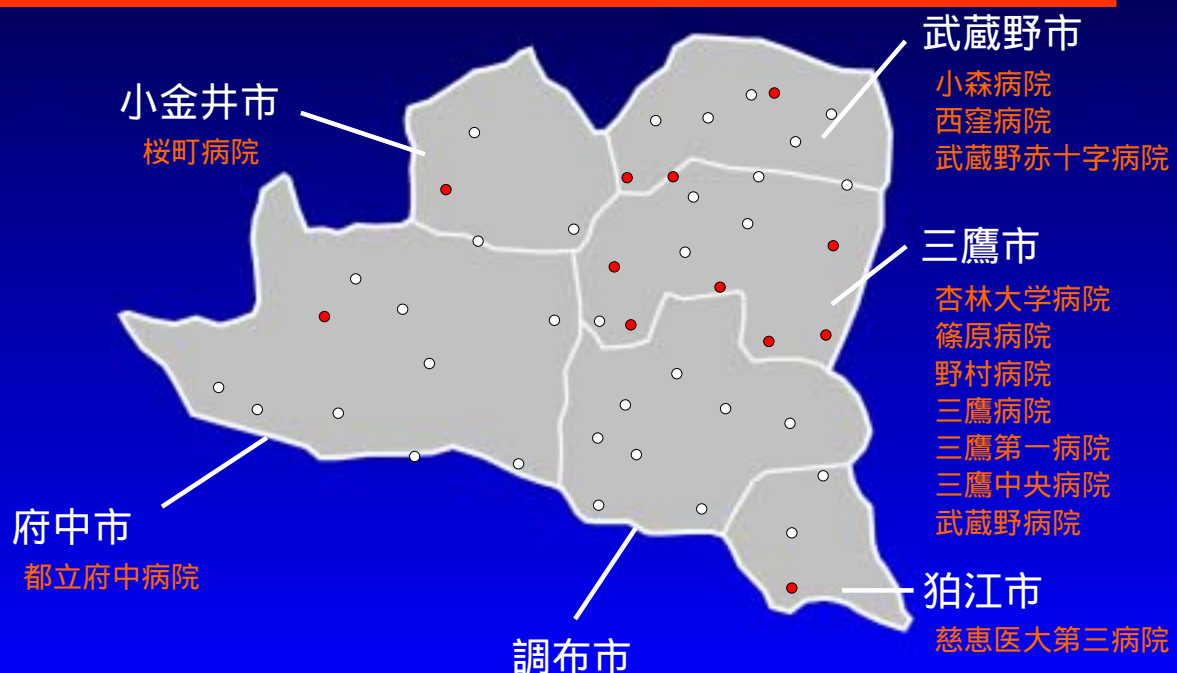 小金井市
桜町病院
武蔵野市
小森病院
西窪病院
武蔵野赤十字病院
三鷹市
杏林大学病院
篠原病院
野村病院
三鷹病院
三鷹第一病院
三鷹中央病院
武蔵野病院
府中市
都立府中病院
調布市
狛江市
慈恵医大第三病院